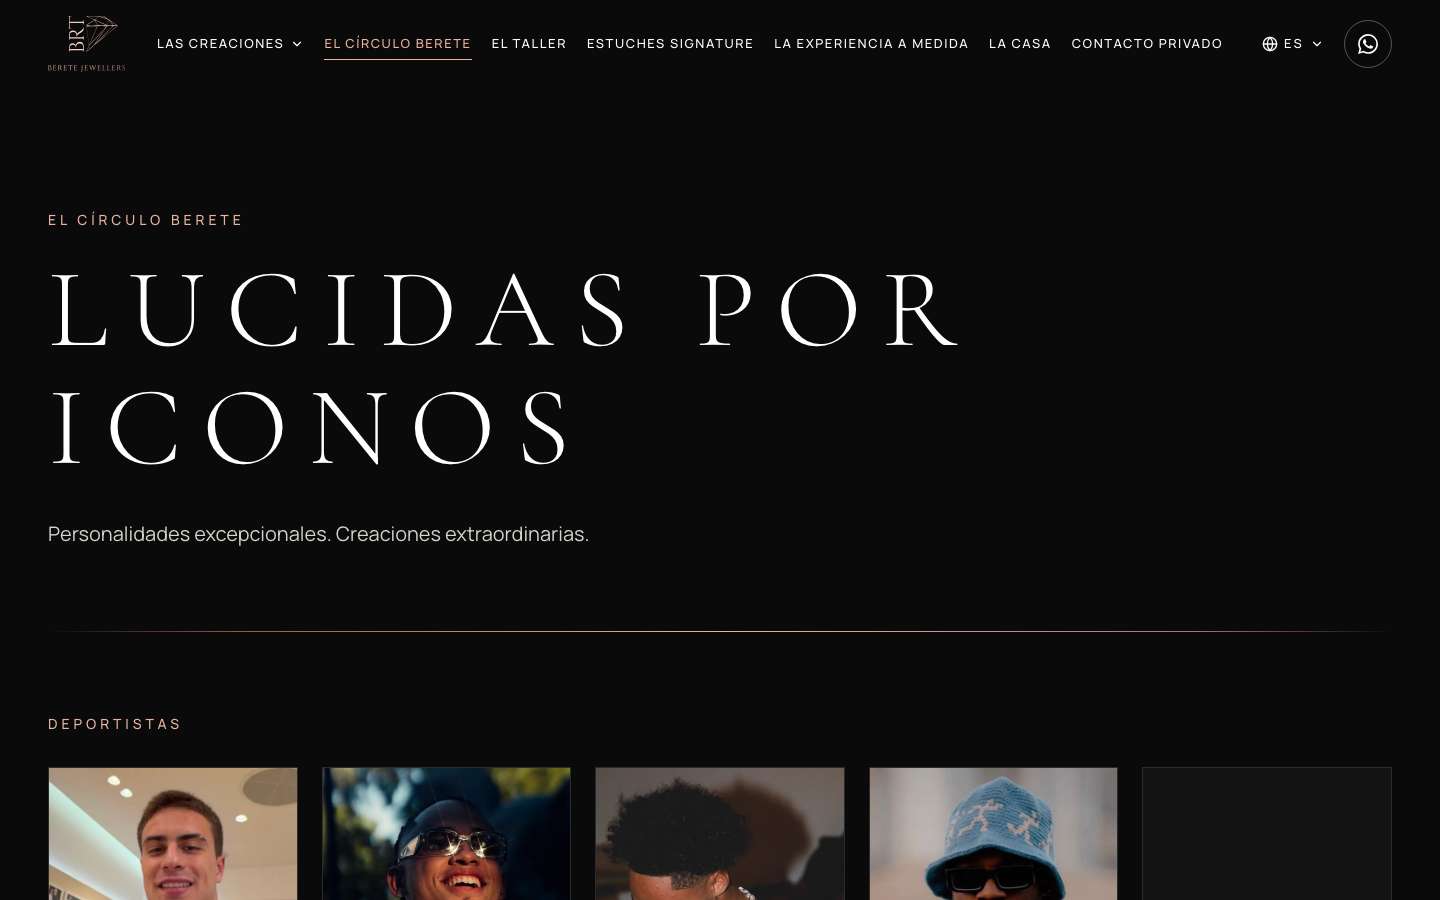 BRT
BERETE JEWELLERS
LAS CREACIONES
EL CÍRCULO BERETE
EL TALLER
ESTUCHES SIGNATURE
LA EXPERIENCIA A MEDIDA
LA CASA
CONTACTO PRIVADO
ES
EL CÍRCULO BERETE
LUCIDAS POR
ICONOS
Personalidades excepcionales. Creaciones extraordinarias.
DEPORTISTAS